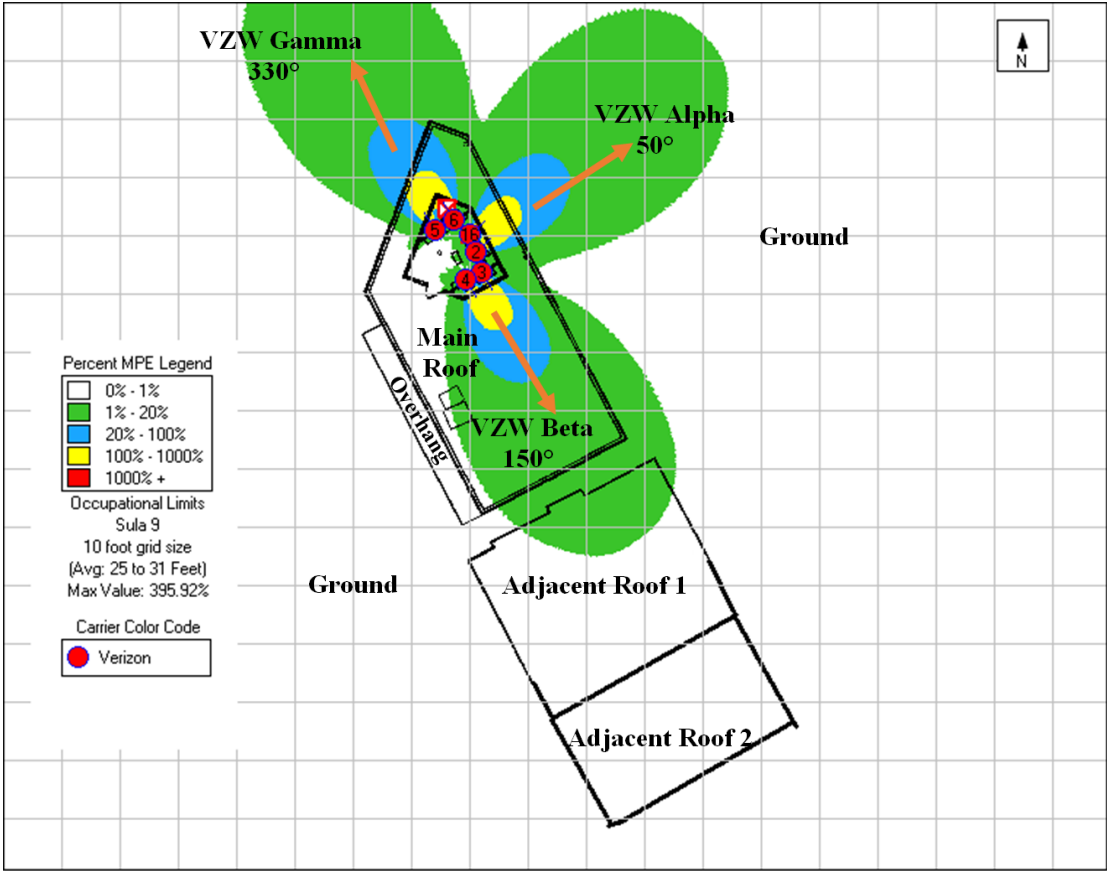 VZW Gamma
330°
N
VZW Alpha
50°
Ground
6
5
16
2
3
4
Main
Roof
Overhang
VZW Beta
150°
Percent MPE Legend
0% - 1%
1% - 20%
20% - 100%
100% - 1000%
1000% +
Occupational Limits
Sula 9
10 foot grid size
(Avg: 25 to 31 Feet)
Max Value: 395.92%
Carrier Color Code
Verizon
Ground
Adjacent Roof 1
Adjacent Roof 2